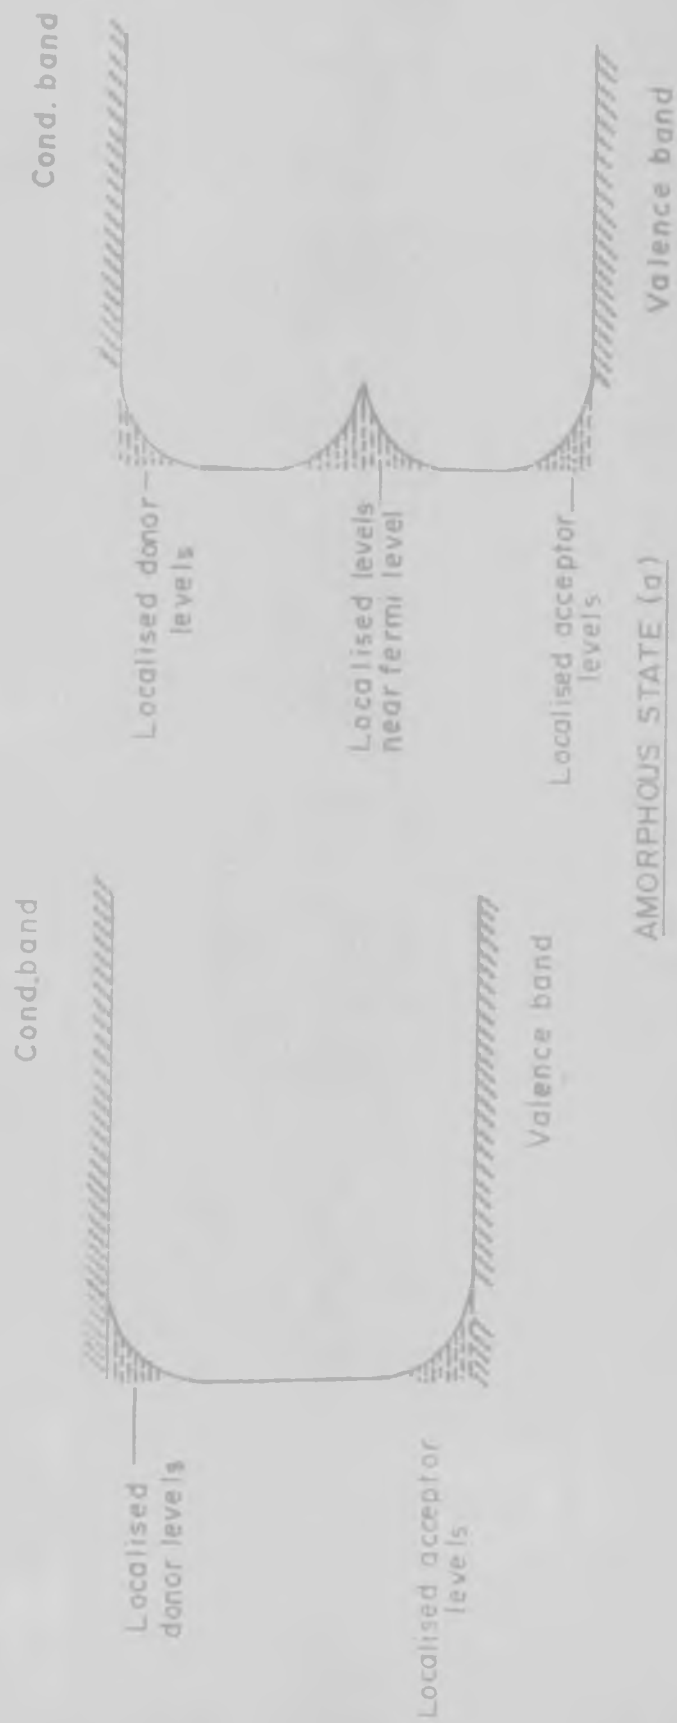 Cond.band
Localised
donor levels
Localised acceptor
levels
Valence band
Cond. band
Localised donor
levels
Localised levels
near fermi level
Localised acceptor
levels
Valence band
AMORPHOUS STATE (a)